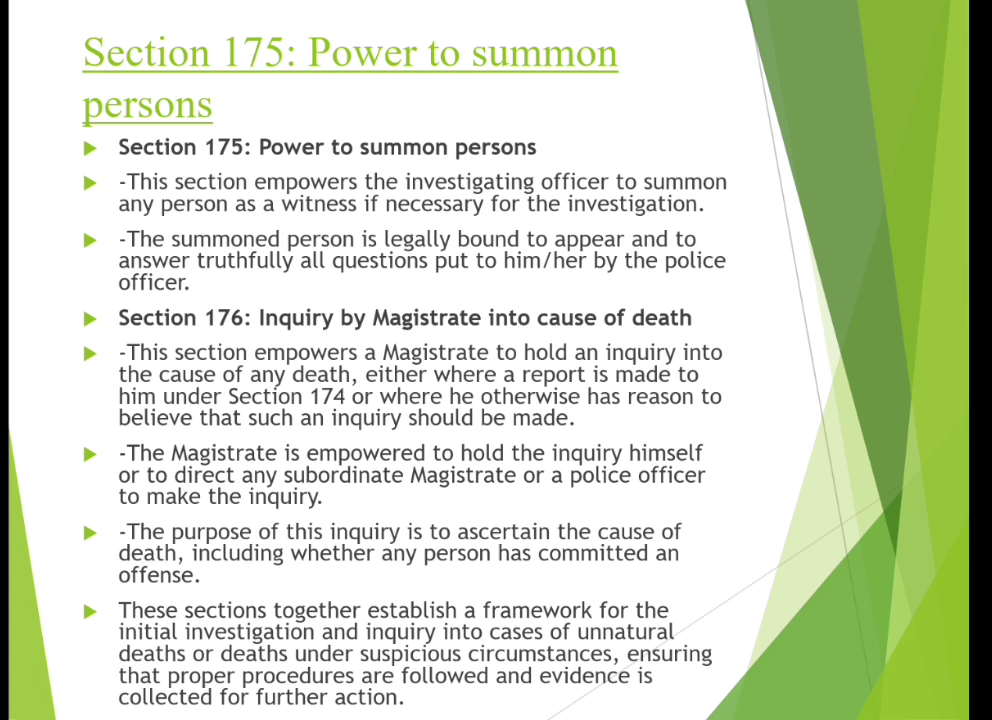 Section 175: Power to summon
persons
Section 175: Power to summon persons
-This section empowers the investigating officer to summon
any person as a witness if necessary for the investigation.
-The summoned person is legally bound to appear and to
answer truthfully all questions put to him/her by the police
officer.
Section 176: Inquiry by Magistrate into cause of death
-This section empowers a Magistrate to hold an inquiry into
the cause of any death, either where a report is made to
him under Section 174 or where he otherwise has reason to
believe that such an inquiry should be made.
-The Magistrate is empowered to hold the inquiry himself
or to direct any subordinate Magistrate or a police officer
to make the inquiry.
-The purpose of this inquiry is to ascertain the cause of
death, including whether any person has committed an
offense.
These sections together establish a framework for the
initial investigation and inquiry into cases of unnatural
deaths or deaths under suspicious circumstances, ensuring
that proper procedures are followed and evidence is
collected for further action.